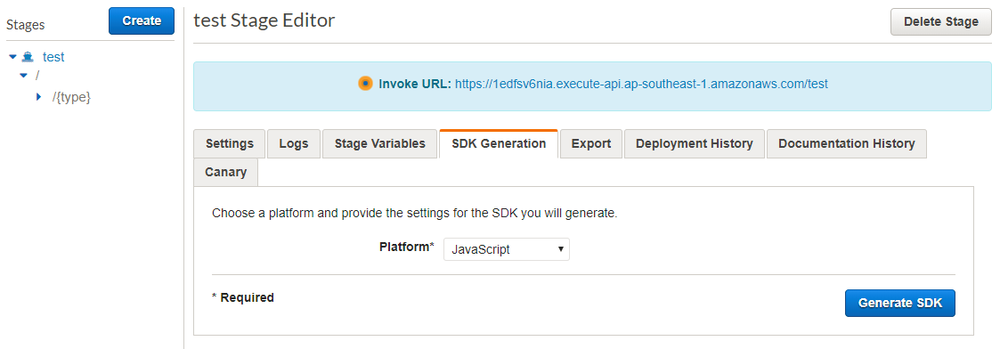 Stages
Create
test
/
/{type}
test Stage Editor
Delete Stage
Invoke URL: https://1edfsv6nia.execute-api.ap-southeast-1.amazonaws.com/test
Settings Logs Stage Variables SDK Generation Export Deployment History Documentation History
Canary
Choose a platform and provide the settings for the SDK you will generate.
Platform* JavaScript
* Required
Generate SDK